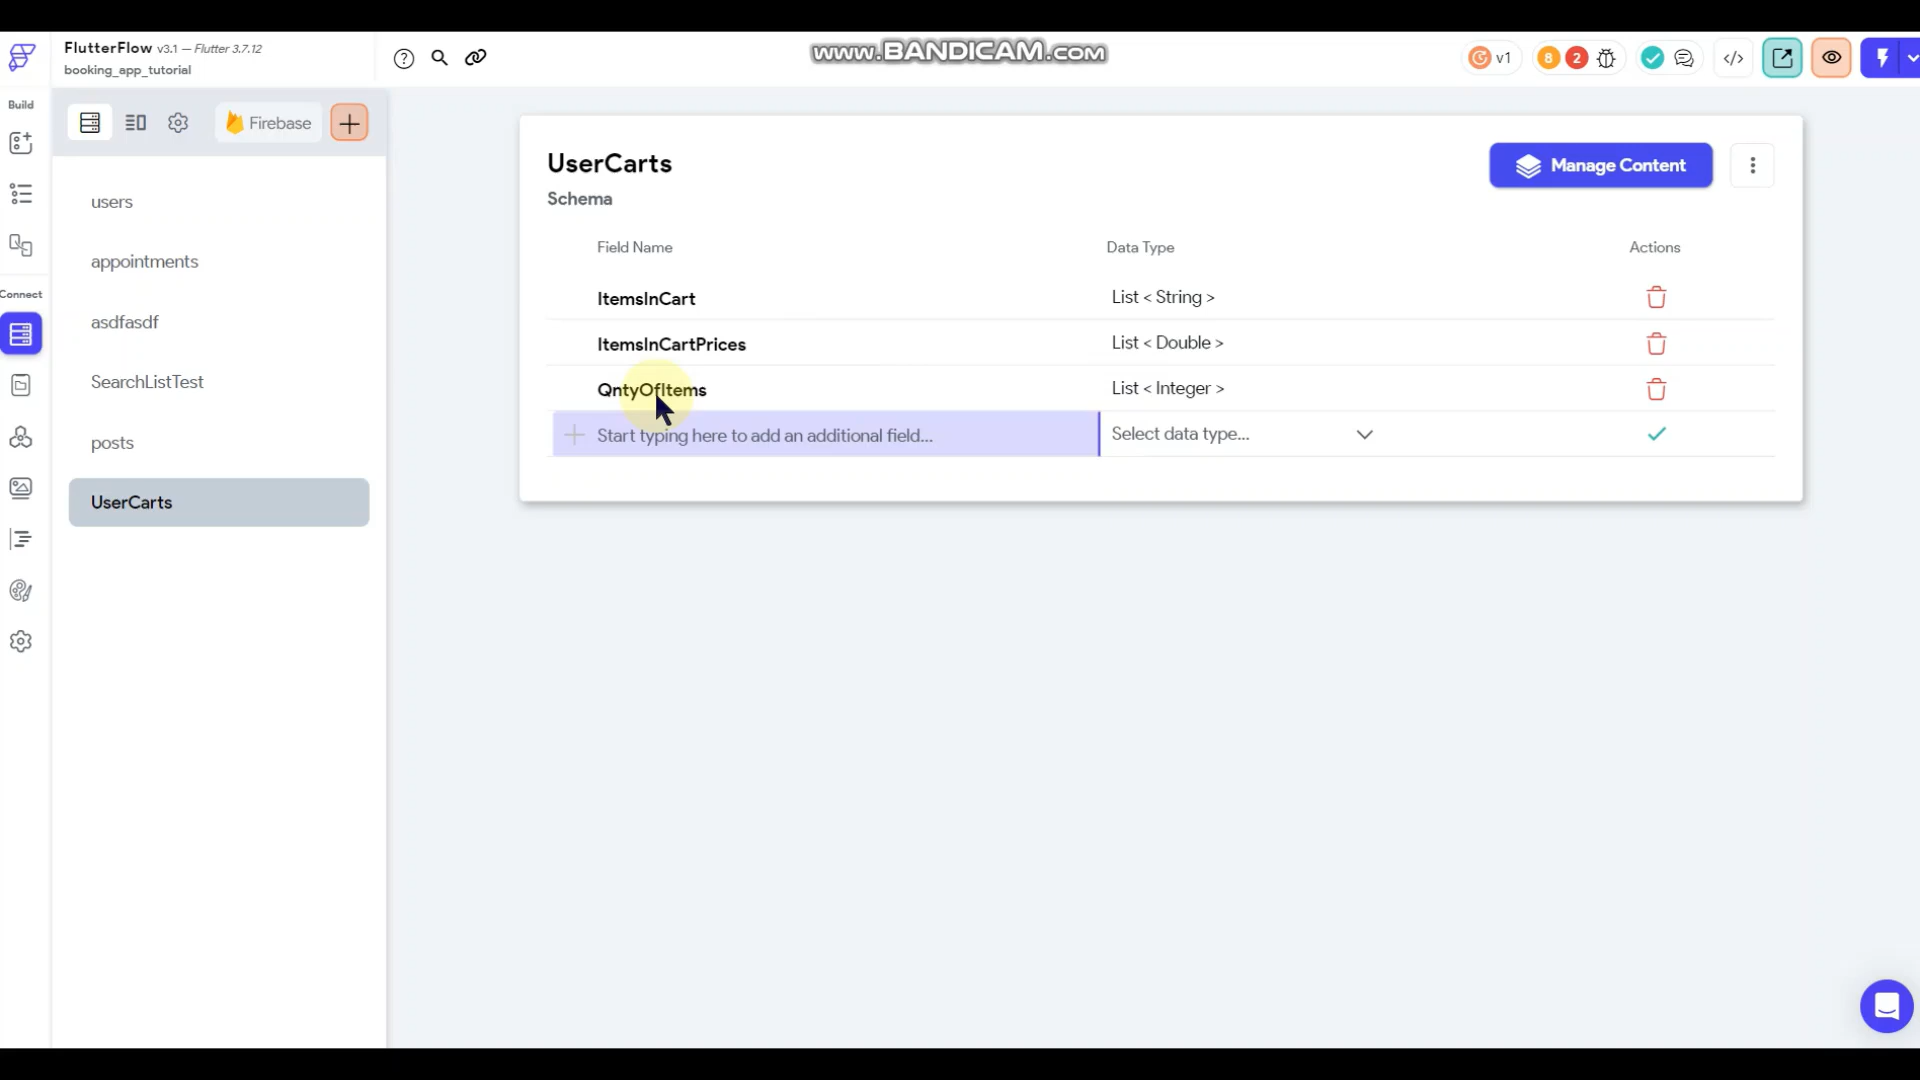 FlutterFlow v3.1 — Flutter 3.7.12
booking_app_tutorial
www.BANDICAM.com
v1
8
2
Build
Firebase
Connect
users
appointments
asdfasdf
SearchListTest
posts
UserCarts
UserCarts
Manage Content
Schema
Field Name Data Type Actions
ItemsInCart List < String >
ItemsInCartPrices List < Double >
QntyOfItems List < Integer >
Start typing here to add an additional field... Select data type...